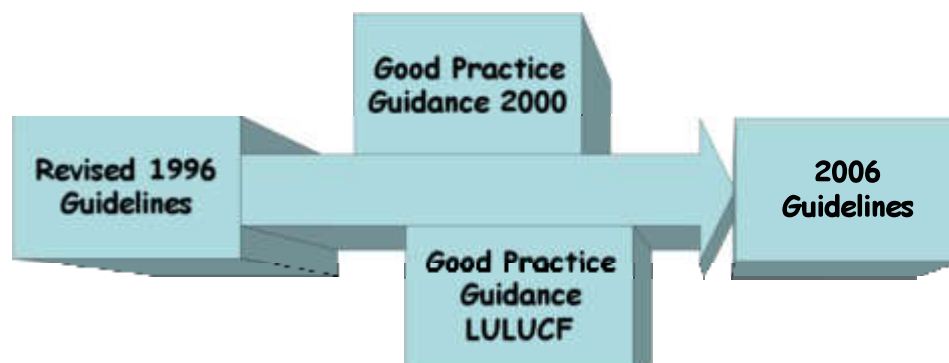 Good Practice
Guidance 2000
Revised 1996
Guidelines
2006
Guidelines
Good Practice
Guidance
LULUCF